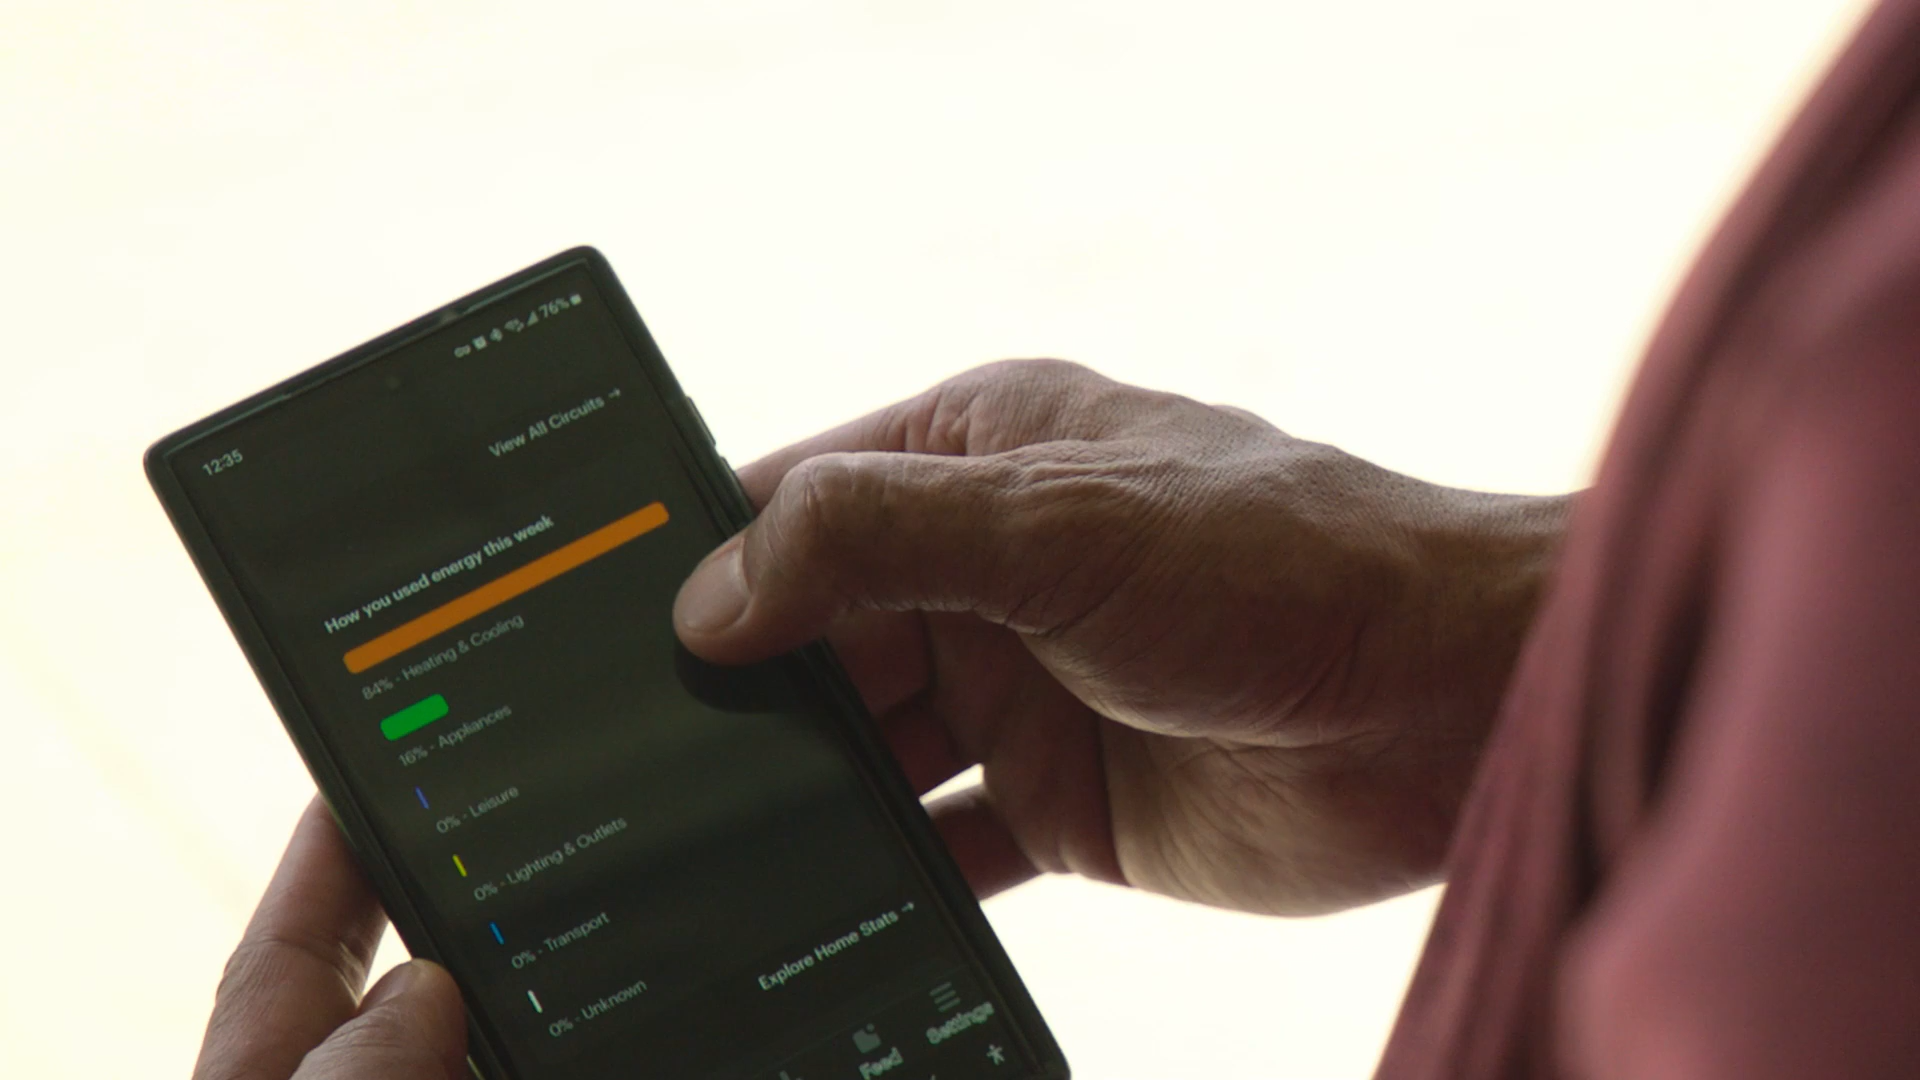 12:35
76%
View All Circuits →
How you used energy this week
84% - Heating & Cooling
16% - Appliances
0% - Leisure
0% - Lighting & Outlets
0% - Transport
0% - Unknown
Explore Home Stats →
Feed
Settings